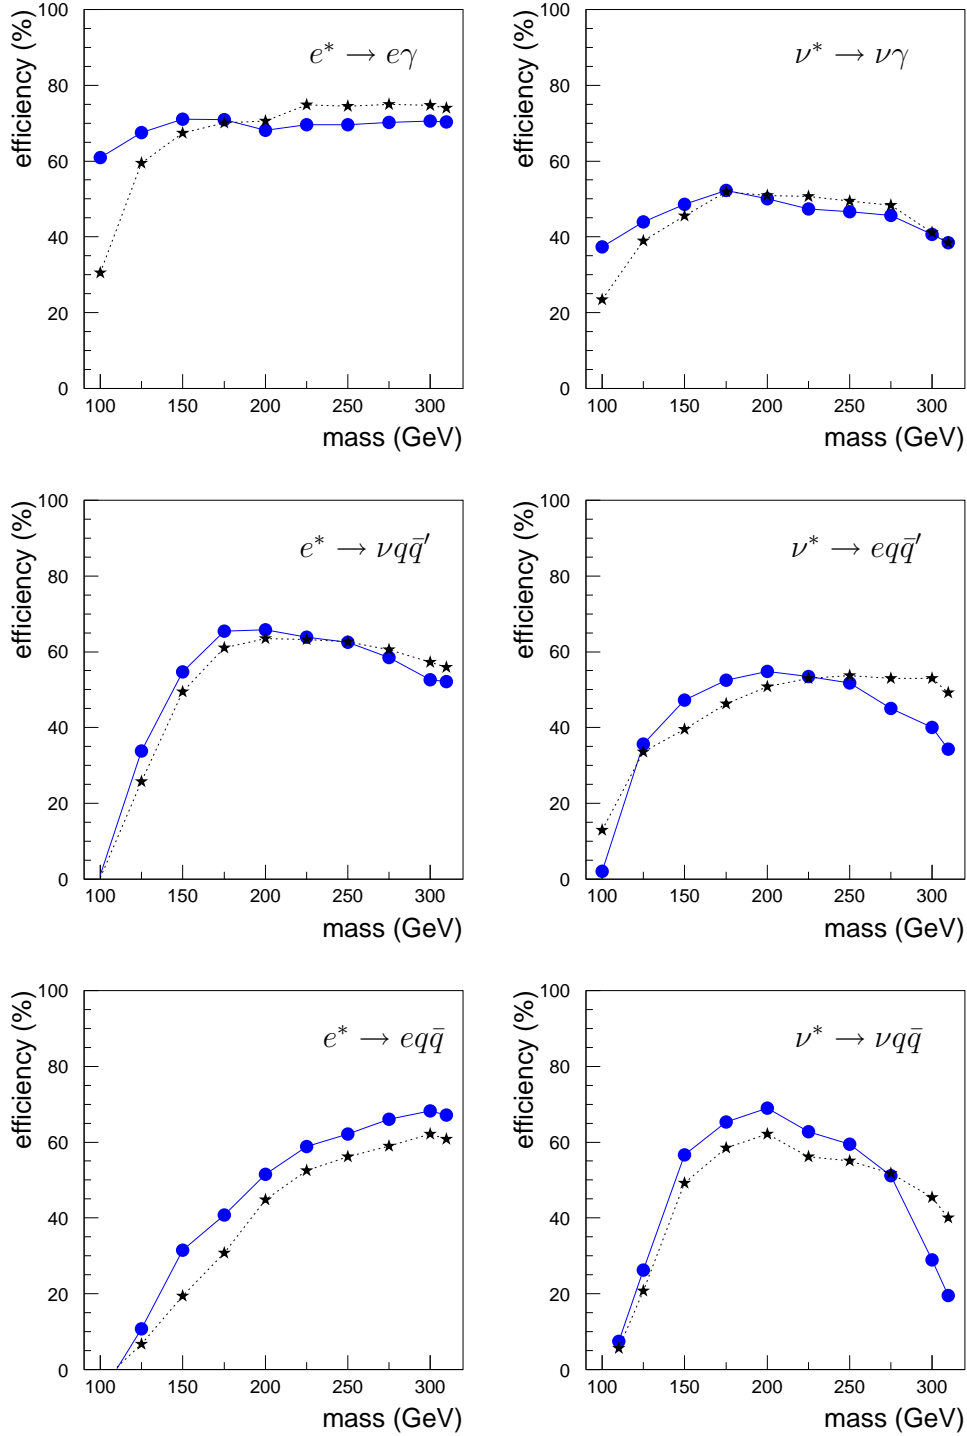 efficiency (%)
100
80
60
40
20
0
e* → eγ
100 150 200 250 300
mass (GeV)
efficiency (%)
100
80
60
40
20
0
ν* → νγ
100 150 200 250 300
mass (GeV)
efficiency (%)
100
80
60
40
20
0
e* → νqq̄′
100 150 200 250 300
mass (GeV)
efficiency (%)
100
80
60
40
20
0
ν* → eqq̄′
100 150 200 250 300
mass (GeV)
efficiency (%)
100
80
60
40
20
0
e* → eqq̄
100 150 200 250 300
mass (GeV)
efficiency (%)
100
80
60
40
20
0
ν* → νqq̄
100 150 200 250 300
mass (GeV)